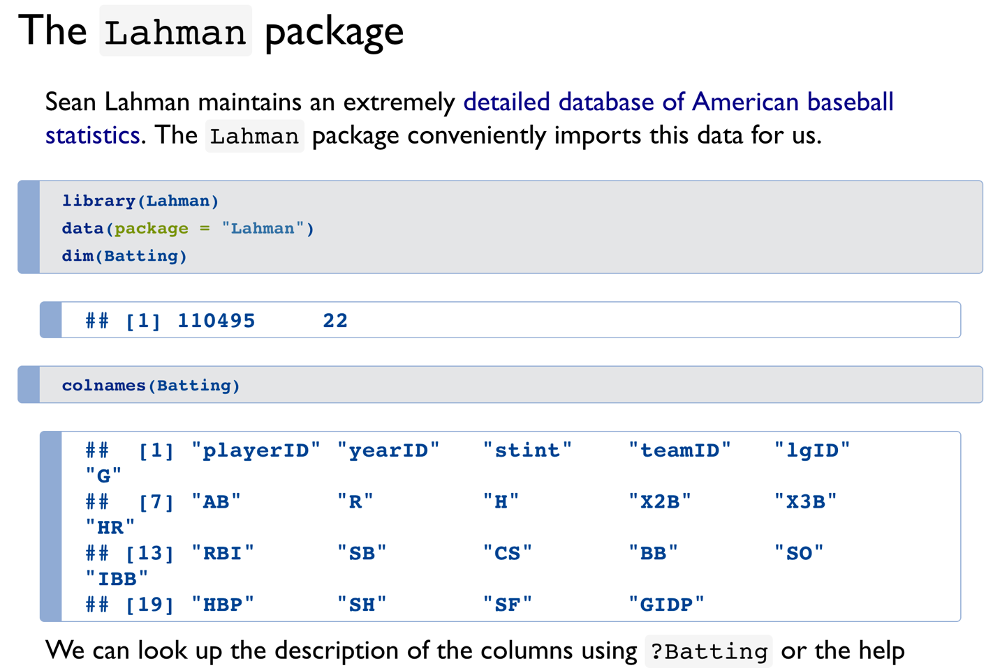 The Lahman package
Sean Lahman maintains an extremely detailed database of American baseball
statistics. The Lahman package conveniently imports this data for us.
library(Lahman)
data(package = "Lahman")
dim(Batting)
## [1] 110495     22
colnames(Batting)
##  [1] "playerID" "yearID"   "stint"    "teamID"   "lgID"
"G"
##  [7] "AB"       "R"        "H"        "X2B"      "X3B"
"HR"
## [13] "RBI"      "SB"       "CS"       "BB"       "SO"
"IBB"
## [19] "HBP"      "SH"       "SF"       "GIDP"
We can look up the description of the columns using ?Batting or the help